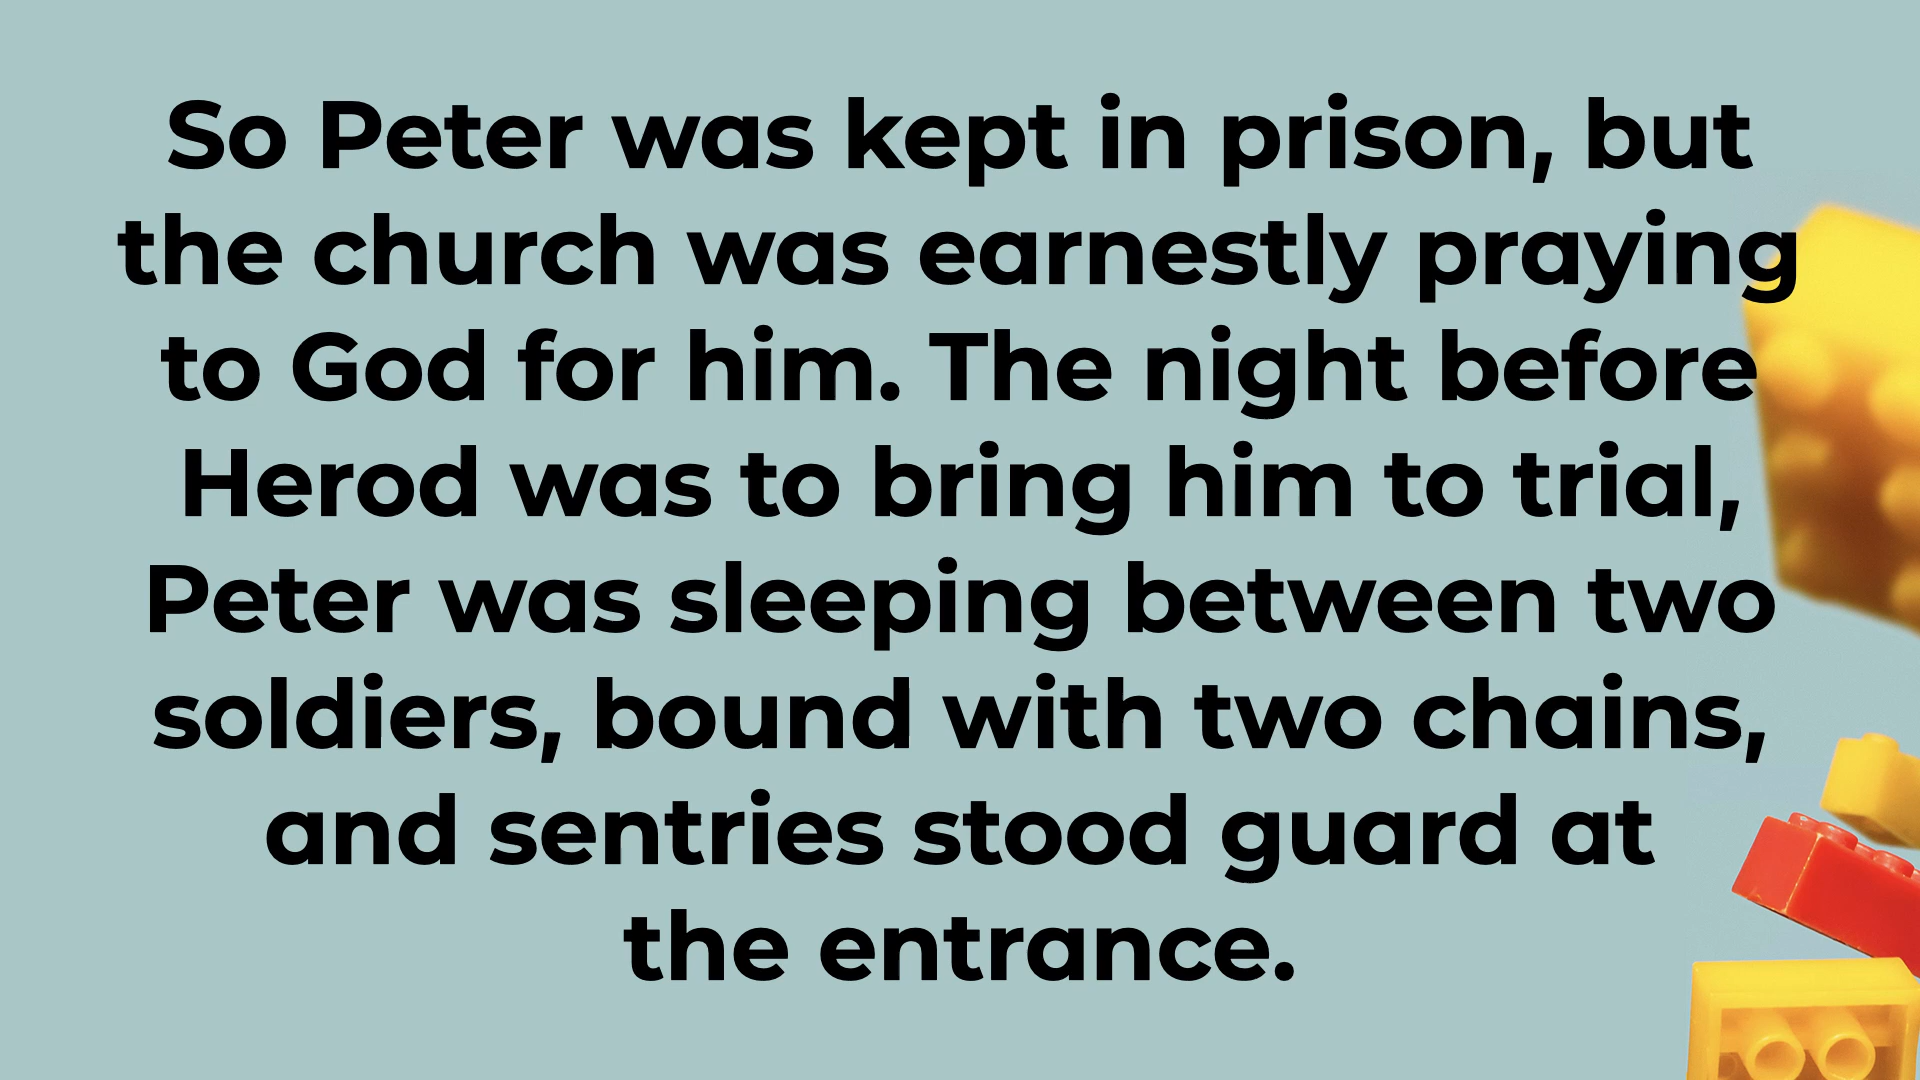 So Peter was kept in prison, but
the church was earnestly praying
to God for him. The night before
Herod was to bring him to trial,
Peter was sleeping between two
soldiers, bound with two chains,
and sentries stood guard at
the entrance.